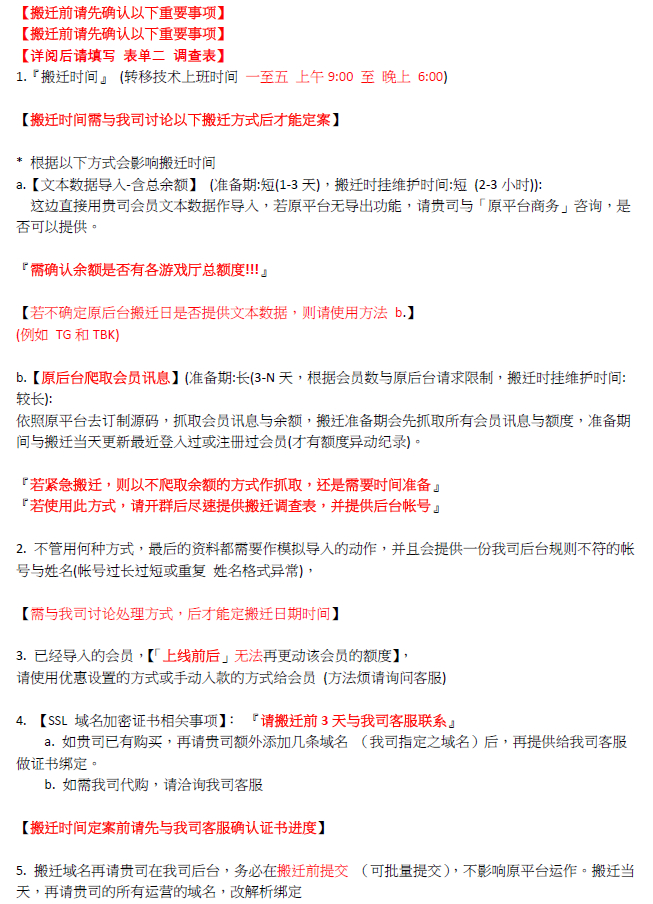 【搬迁前请先确认以下重要事项】
【搬迁前请先确认以下重要事项】
【详阅后请填写 表单二 调查表】
1.『搬迁时间』 (转移技术上班时间 一至五 上午 9:00 至 晚上 6:00)
【搬迁时间需与我司讨论以下搬迁方式后才能定案】
* 根据以下方式会影响搬迁时间
a.【文本数据导入-含总余额】 (准备期:短(1-3 天)，搬迁时挂维护时间:短 (2-3 小时)):
这边直接用贵司会员文本数据作导入，若原平台无导出功能，请贵司与「原平台商务」咨询，是
否可以提供。
『需确认余额是否有各游戏厅总额度!!!』
【若不确定原后台搬迁日是否提供文本数据，则请使用方法 b.】
(例如 TG 和 TBK)
b.【原后台爬取会员讯息】(准备期:长(3-N 天，根据会员数与原后台请求限制，搬迁时挂维护时间:
较长):
依照原平台去订制源码，抓取会员讯息与余额，搬迁准备期会先抓取所有会员讯息与额度，准备期
间与搬迁当天更新最近登入过或注册过会员(才有额度异动纪录)。
『若紧急搬迁，则以不爬取余额的方式作抓取，还是需要时间准备』
『若使用此方式，请开群后尽速提供搬迁调查表，并提供后台帐号』
2. 不管用何种方式，最后的资料都需要作模拟导入的动作，并且会提供一份我司后台规则不符的帐
号与姓名(帐号过长过短或重复 姓名格式异常)，
【需与我司讨论处理方式，后才能定搬迁日期时间】
3. 已经导入的会员，【「上线前后」无法再更动该会员的额度】，
请使用优惠设置的方式或手动入款的方式给会员 (方法烦请询问客服)
4. 【SSL 域名加密证书相关事项】： 『请搬迁前 3 天与我司客服联系』
a. 如贵司已有购买，再请贵司额外添加几条域名 （我司指定之域名）后，再提供给我司客服
做证书绑定。
b. 如需我司代购，请洽询我司客服
【搬迁时间定案前请先与我司客服确认证书进度】
5. 搬迁域名再请贵司在我司后台，务必在搬迁前提交 （可批量提交），不影响原平台运作。搬迁当
天，再请贵司的所有运营的域名，改解析绑定